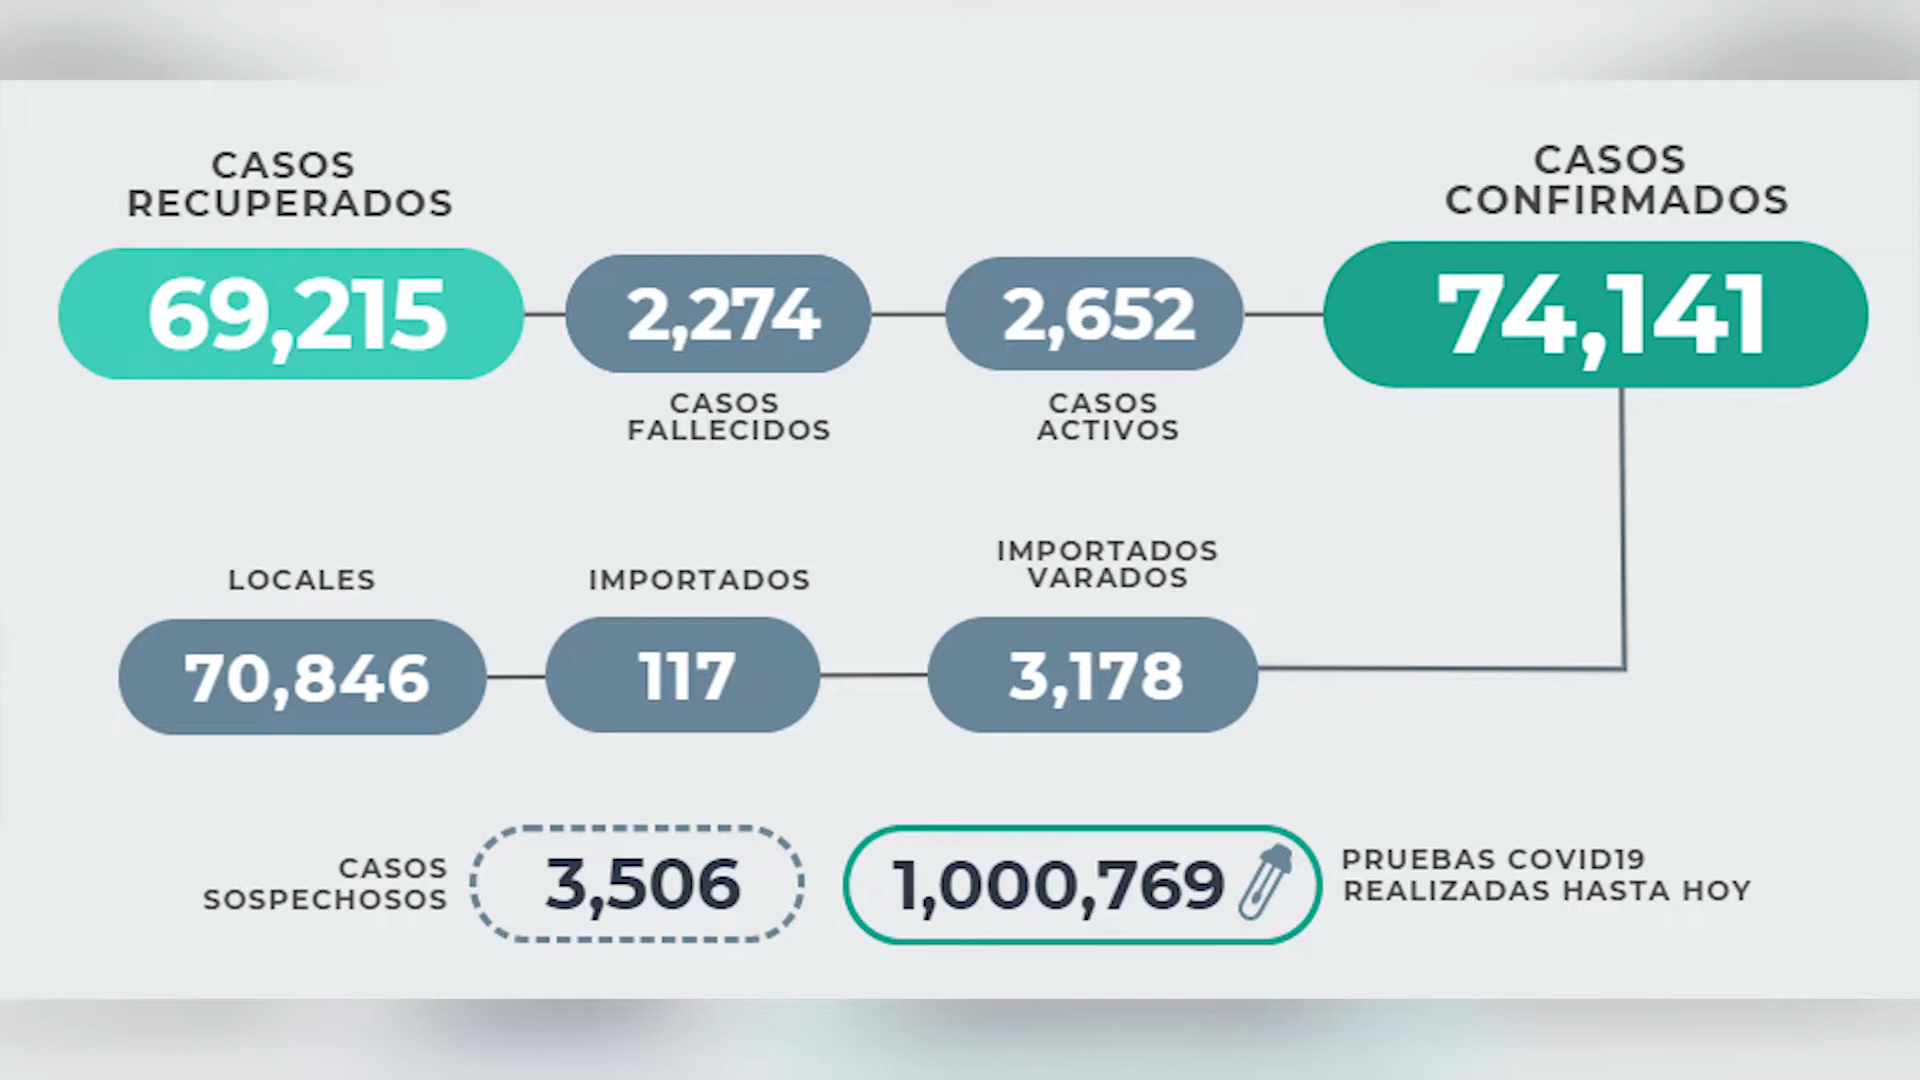 CASOS
RECUPERADOS
69,215
2,274
CASOS
FALLECIDOS
2,652
CASOS
ACTIVOS
CASOS
CONFIRMADOS
74,141
LOCALES
70,846
IMPORTADOS
117
IMPORTADOS
VARADOS
3,178
CASOS
SOSPECHOSOS
3,506
1,000,769
PRUEBAS COVID19
REALIZADAS HASTA HOY